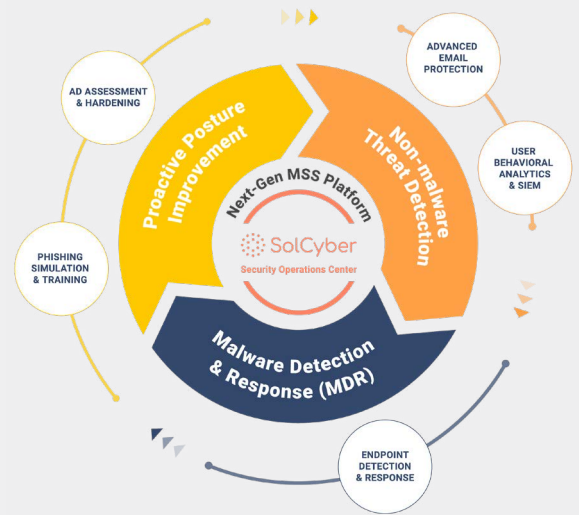 ADVANCED
EMAIL
PROTECTION
AD ASSESSMENT
& HARDENING
Proactive Posture
Improvement
Non-malware
Threat Detection
USER
BEHAVIORAL
ANALYTICS
& SIEM
Next-Gen MSS Platform
SolCyber
Security Operations Center
PHISHING
SIMULATION
& TRAINING
Malware Detection
& Response (MDR)
ENDPOINT
DETECTION
& RESPONSE